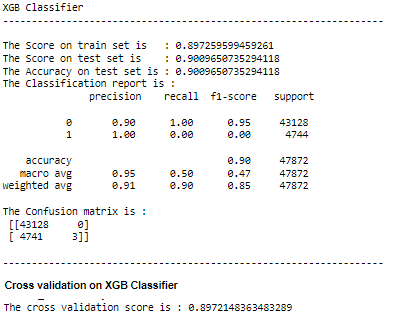 XGB Classifier
--------------------------------------------------------------------------------
The Score on train set is   : 0.897259599459261
The Score on test set is    : 0.9009650735294118
The Accuracy on test set is : 0.9009650735294118
The Classification report is :
precision    recall  f1-score   support
0       0.90      1.00      0.95     43128
1       1.00      0.00      0.00      4744
accuracy                           0.90     47872
macro avg       0.95      0.50      0.47     47872
weighted avg       0.91      0.90      0.85     47872
The Confusion matrix is :
[[43128     0]
[ 4741     3]]
--------------------------------------------------------------------------------
Cross validation on XGB Classifier
The cross validation score is : 0.8972148363483289